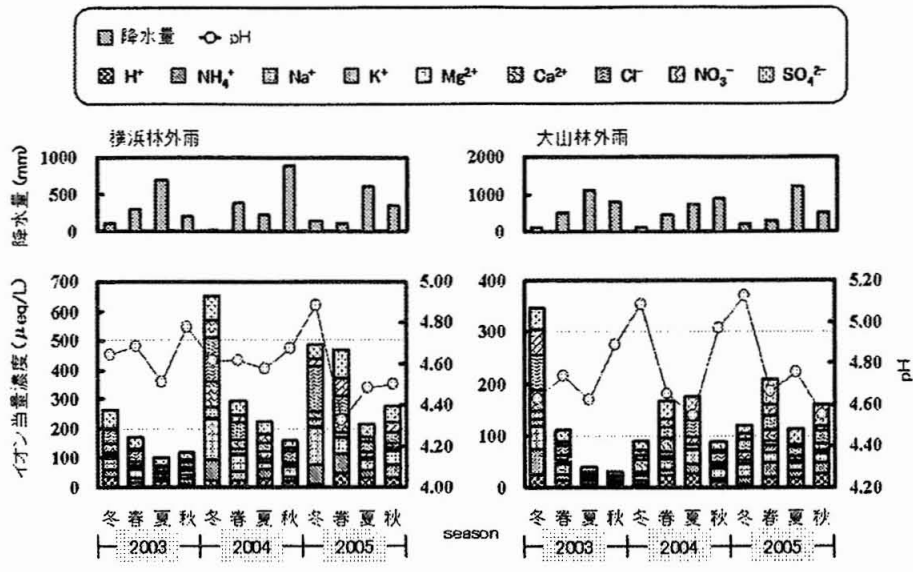 降水量 pH
H⁺ NH₄⁺ Na⁺ K⁺ Mg²⁺ Ca²⁺ Cl⁻ NO₃⁻ SO₄²⁻
横浜林外雨
大山林外雨
降水量 (mm)
1000
500
0
2000
1000
0
イオン当量濃度 (μeq/L)
700
600
500
400
300
200
100
0
5.00
4.80
4.60
4.40
4.20
4.00
400
300
200
100
0
5.20
5.00
4.80
4.60
4.40
4.20
pH
冬 春 夏 秋 冬 春 夏 秋 冬 春 夏 秋
2003 2004 2005
season
冬 春 夏 秋 冬 春 夏 秋 冬 春 夏 秋
2003 2004 2005